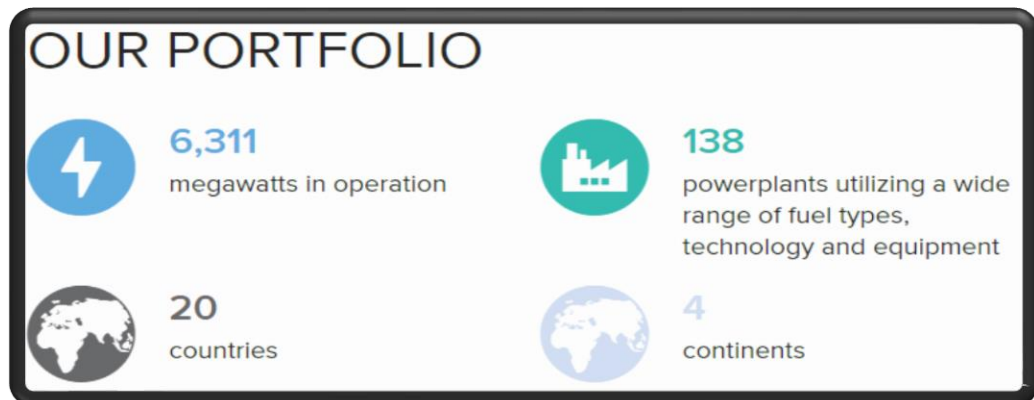 OUR PORTFOLIO
6,311
megawatts in operation
138
powerplants utilizing a wide
range of fuel types,
technology and equipment
20
countries
4
continents